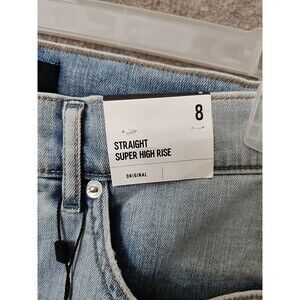 8
STRAIGHT
SUPER HIGH RISE
ORIGINAL